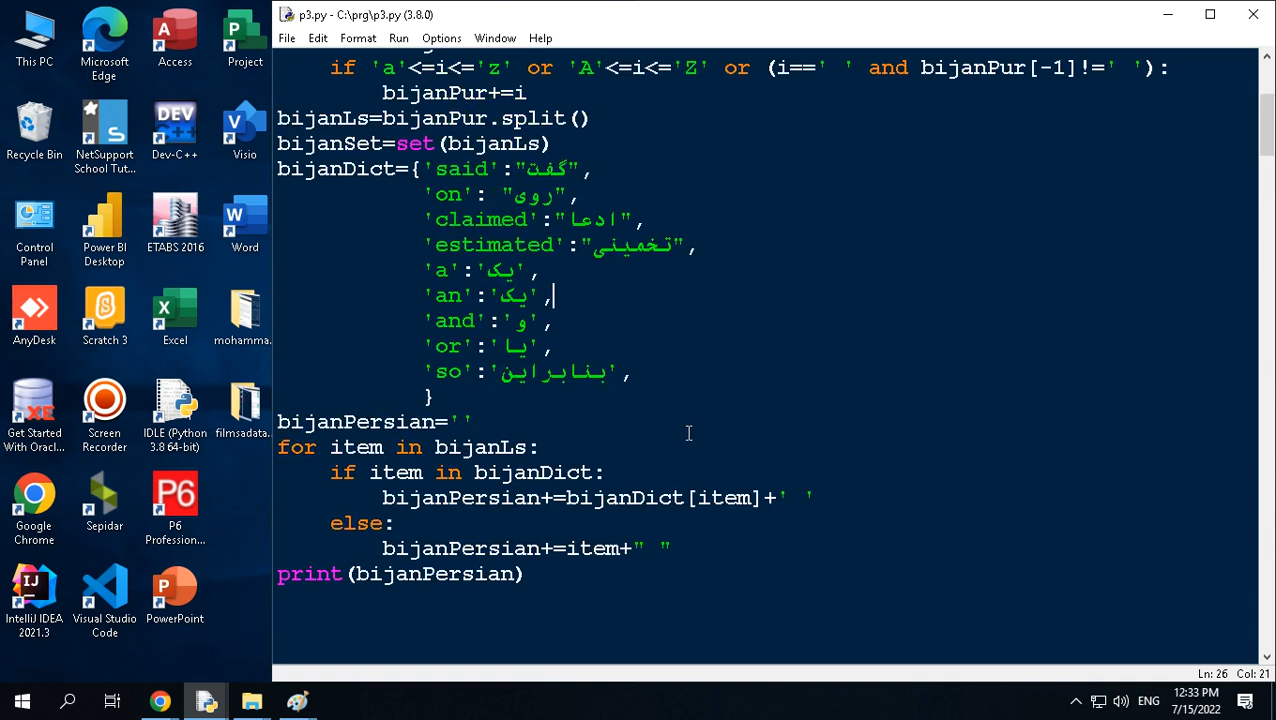 This PC
Microsoft Edge
Access
Project
Recycle Bin
NetSupport School Tut...
Dev-C++
Visio
Control Panel
Power BI Desktop
ETABS 2016
Word
AnyDesk
Scratch 3
Excel
mohamma...
Get Started With Oracl...
Screen Recorder
IDLE (Python 3.8 64-bit)
filmsadata...
Google Chrome
Sepidar
P6 Profession...
IntelliJ IDEA 2021.3
Visual Studio Code
PowerPoint
p3.py - C:\prg\p3.py (3.8.0)
File Edit Format Run Options Window Help
if 'a'<=i<='z' or 'A'<=i<='Z' or (i==' ' and bijanPur[-1]!=' '):
bijanPur+=i
bijanLs=bijanPur.split()
bijanSet=set(bijanLs)
bijanDict={'said':"گفت",
'on': "روی",
'claimed':"ادعا",
'estimated':"تخمینی",
'a':'یک',
'an':'یک',
'and':'و',
'or':'یا',
'so':'بنابراین',
}
bijanPersian=''
for item in bijanLs:
if item in bijanDict:
bijanPersian+=bijanDict[item]+' '
else:
bijanPersian+=item+" "
print(bijanPersian)
Ln: 26 Col: 21
ENG
12:33 PM
7/15/2022